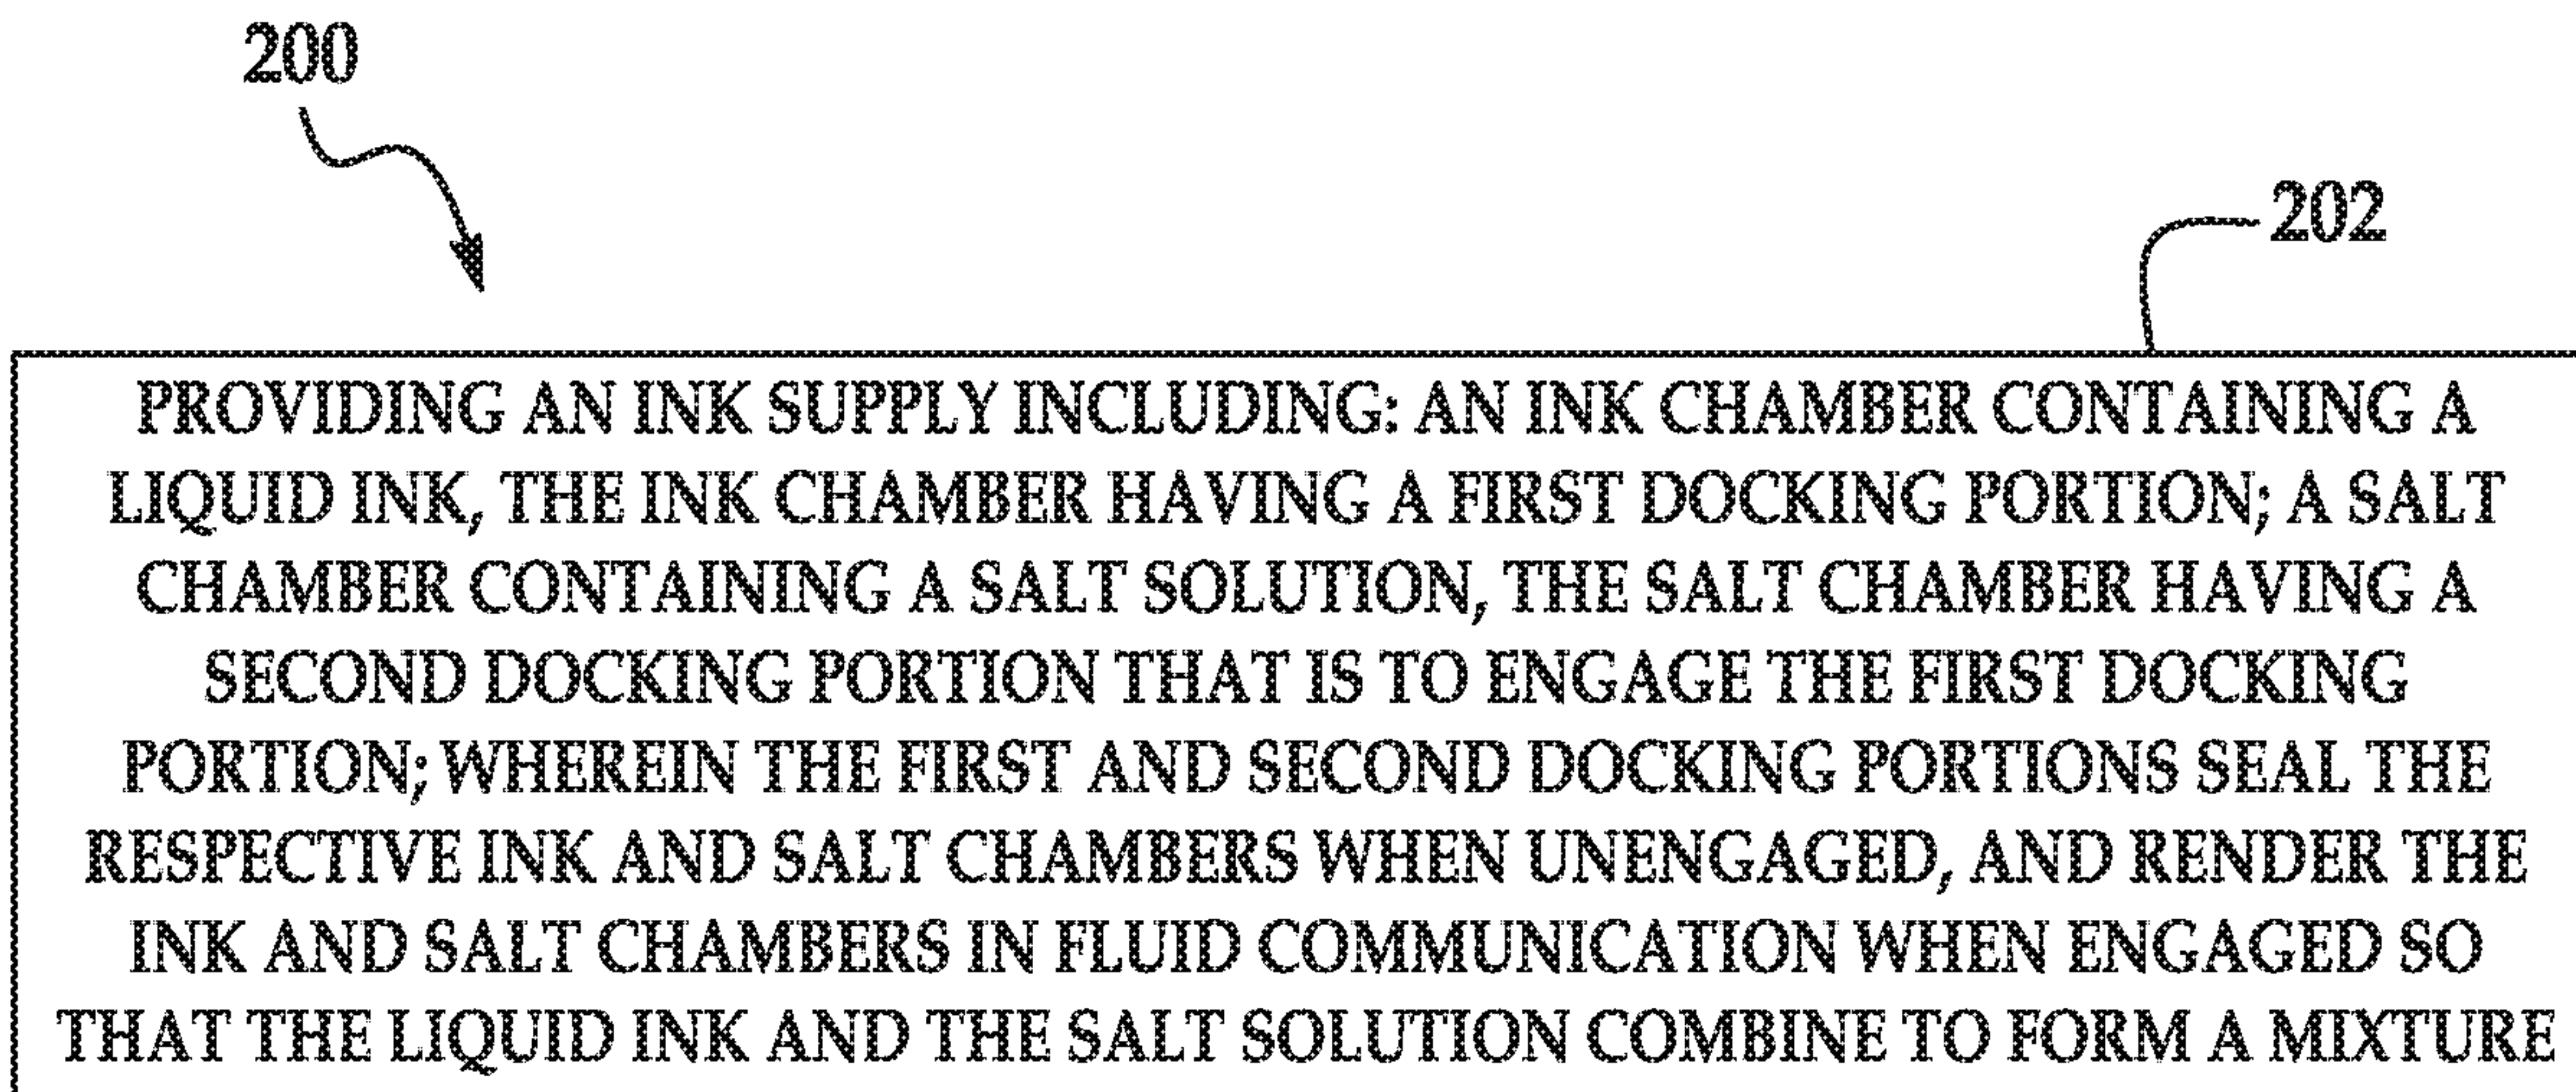 200
202
PROVIDING AN INK SUPPLY INCLUDING: AN INK CHAMBER CONTAINING A
LIQUID INK, THE INK CHAMBER HAVING A FIRST DOCKING PORTION; A SALT
CHAMBER CONTAINING A SALT SOLUTION, THE SALT CHAMBER HAVING A
SECOND DOCKING PORTION THAT IS TO ENGAGE THE FIRST DOCKING
PORTION; WHEREIN THE FIRST AND SECOND DOCKING PORTIONS SEAL THE
RESPECTIVE INK AND SALT CHAMBERS WHEN UNENGAGED, AND RENDER THE
INK AND SALT CHAMBERS IN FLUID COMMUNICATION WHEN ENGAGED SO
THAT THE LIQUID INK AND THE SALT SOLUTION COMBINE TO FORM A MIXTURE